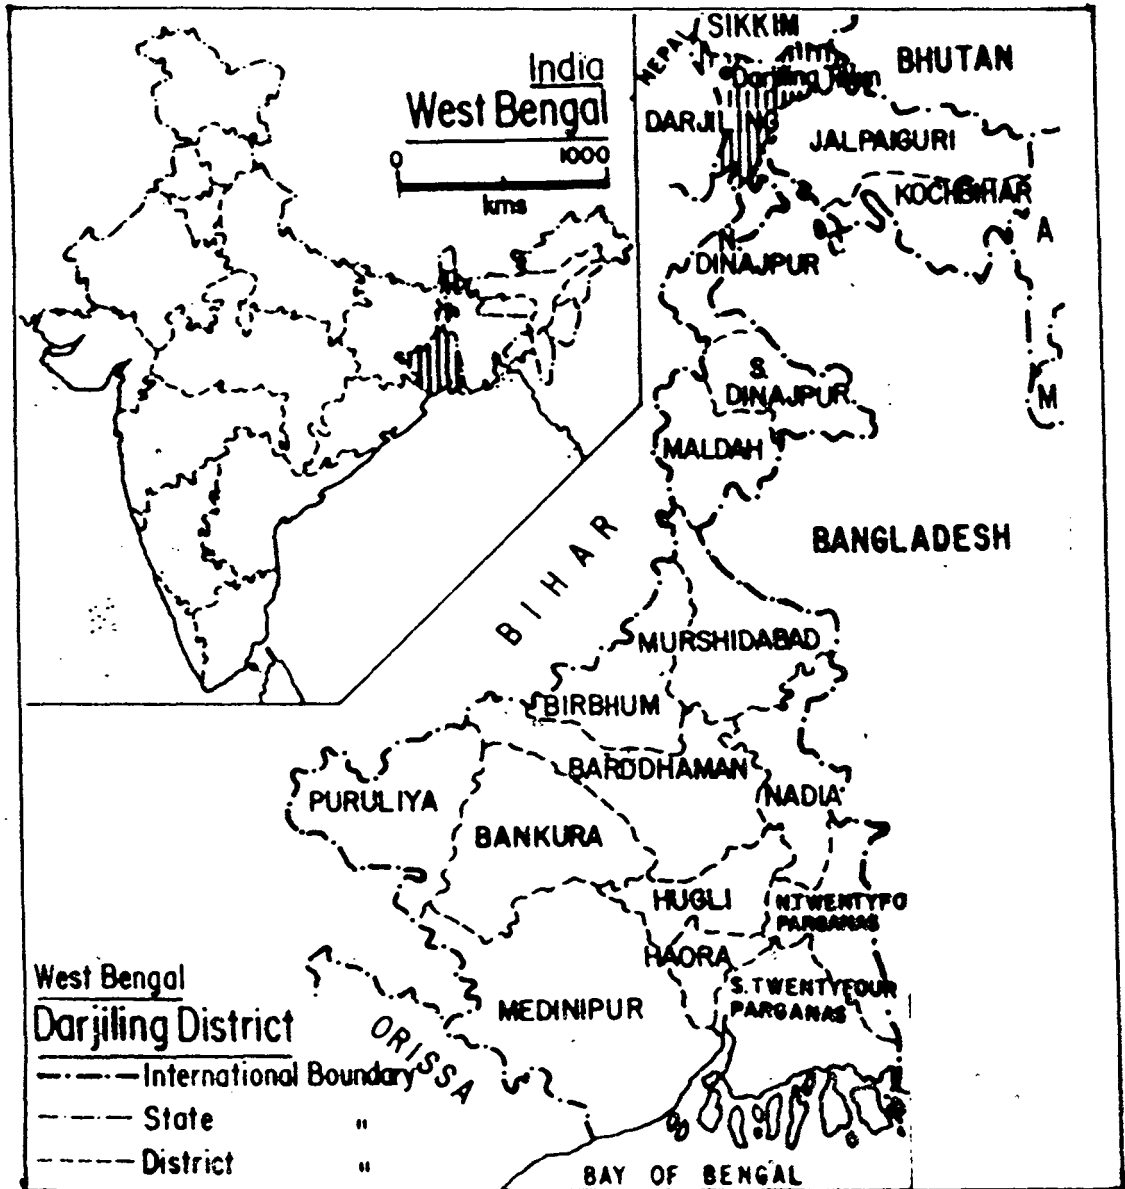 India
West Bengal
0 1000
kms
SIKKIM
NEPAL
BHUTAN
Darjiling Town
DARJILING
JALPAIGURI
KOCHBIHAR
A
N.
DINAJPUR
S.
DINAJPUR
M
MALDAH
BANGLADESH
BIHAR
MURSHIDABAD
BIRBHUM
BARDDHAMAN
NADIA
PURULIYA
BANKURA
HUGLI
N.TWENTYFO
PARGANAS
HAORA
S.TWENTYFOUR
PARGANAS
MEDINIPUR
ORISSA
West Bengal
Darjiling District
International Boundary
State "
District "
BAY OF BENGAL